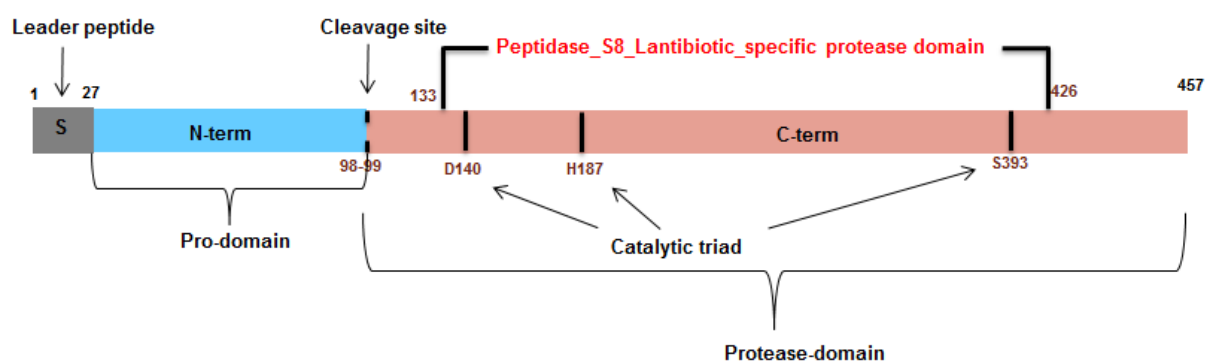 Leader peptide
Cleavage site
Peptidase_S8_Lantibiotic_specific protease domain
1
27
133
426
457
S
N-term
C-term
98-99
D140
H187
S393
Pro-domain
Catalytic triad
Protease-domain